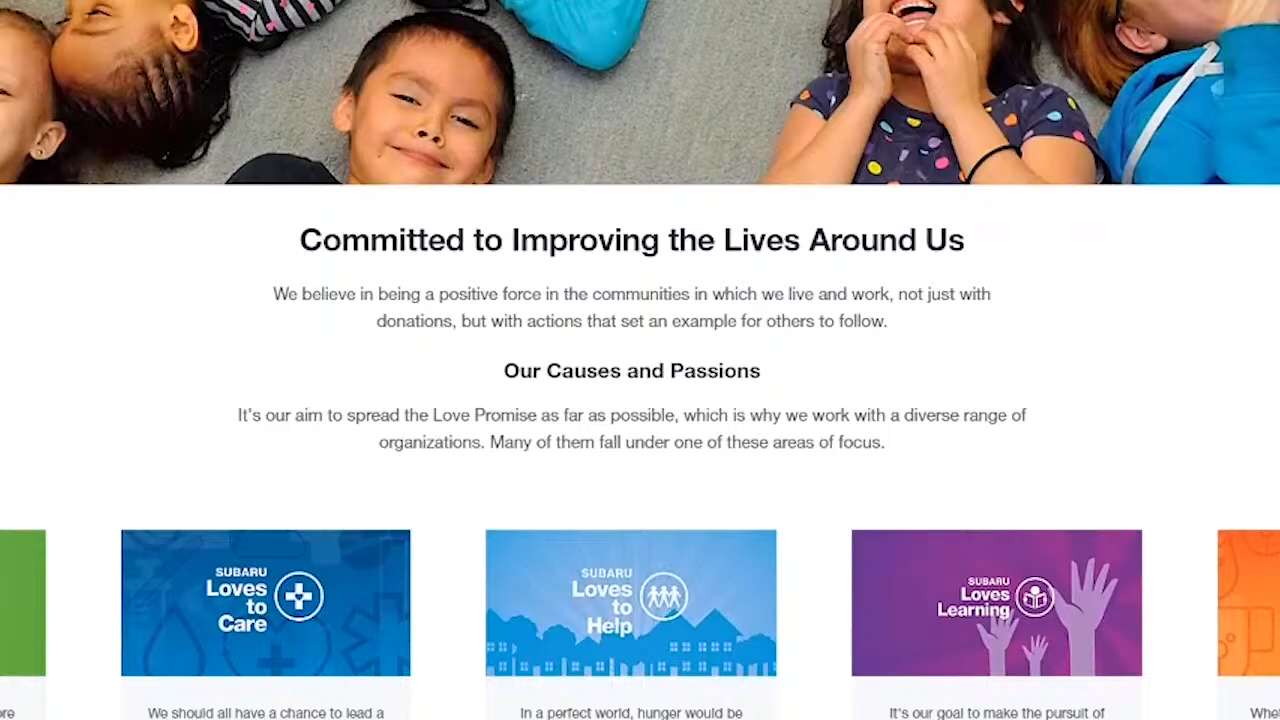 Committed to Improving the Lives Around Us
We believe in being a positive force in the communities in which we live and work, not just with
donations, but with actions that set an example for others to follow.
Our Causes and Passions
It's our aim to spread the Love Promise as far as possible, which is why we work with a diverse range of
organizations. Many of them fall under one of these areas of focus.
SUBARU
Loves
to
Care
SUBARU
Loves
to
Help
SUBARU
Loves
Learning
We should all have a chance to lead a
In a perfect world, hunger would be
It's our goal to make the pursuit of